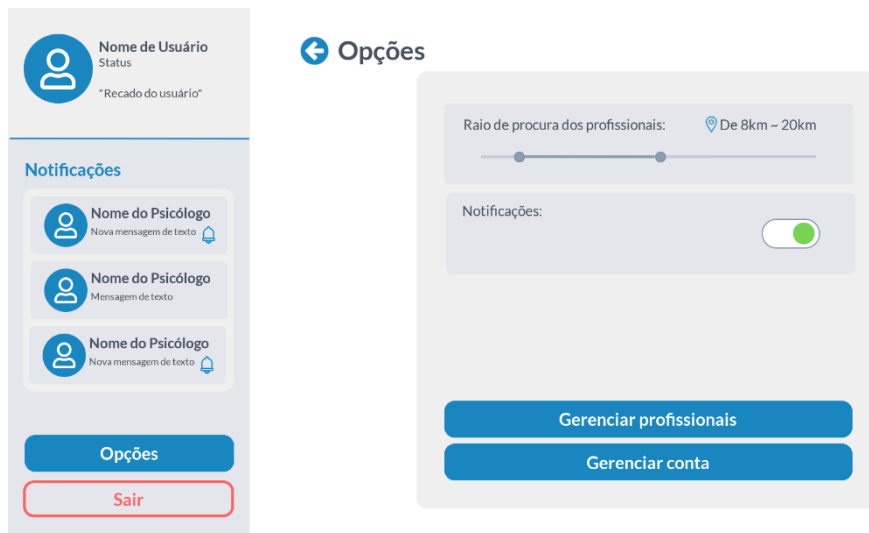 Nome de Usuário
Status
"Recado do usuário"
Notificações
Nome do Psicólogo
Nova mensagem de texto
Nome do Psicólogo
Mensagem de texto
Nome do Psicólogo
Nova mensagem de texto
Opções
Sair
Opções
Raio de procura dos profissionais: De 8km ~ 20km
Notificações:
Gerenciar profissionais
Gerenciar conta